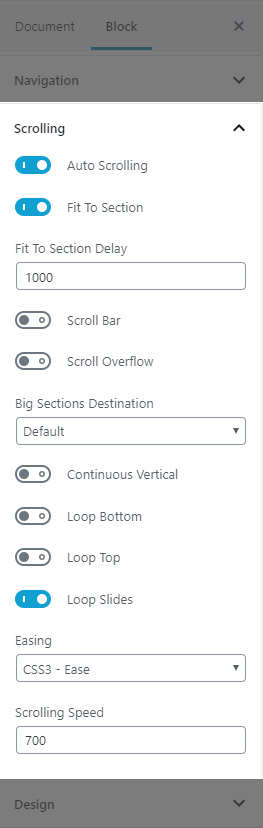 Document Block
Navigation
Scrolling
Auto Scrolling
Fit To Section
Fit To Section Delay
1000
Scroll Bar
Scroll Overflow
Big Sections Destination
Default
Continuous Vertical
Loop Bottom
Loop Top
Loop Slides
Easing
CSS3 - Ease
Scrolling Speed
700
Design